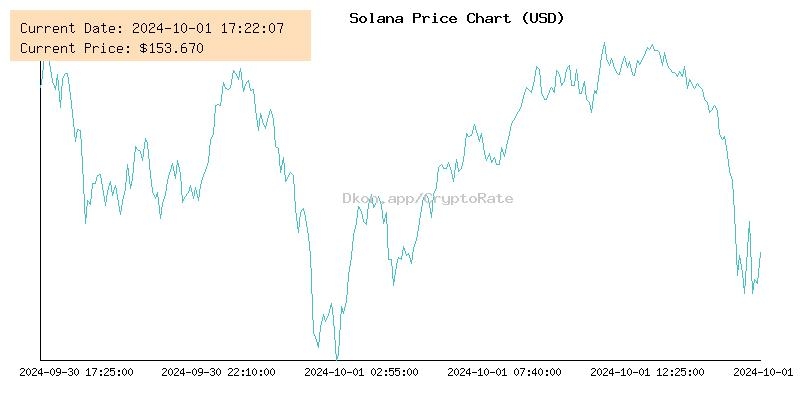 Solana Price Chart (USD)
Current Date: 2024-10-01 17:22:07
Current Price: $153.670
Dkop.app/CryptoRate
2024-09-30 17:25:00 2024-09-30 22:10:00 2024-10-01 02:55:00 2024-10-01 07:40:00 2024-10-01 12:25:00 2024-10-01